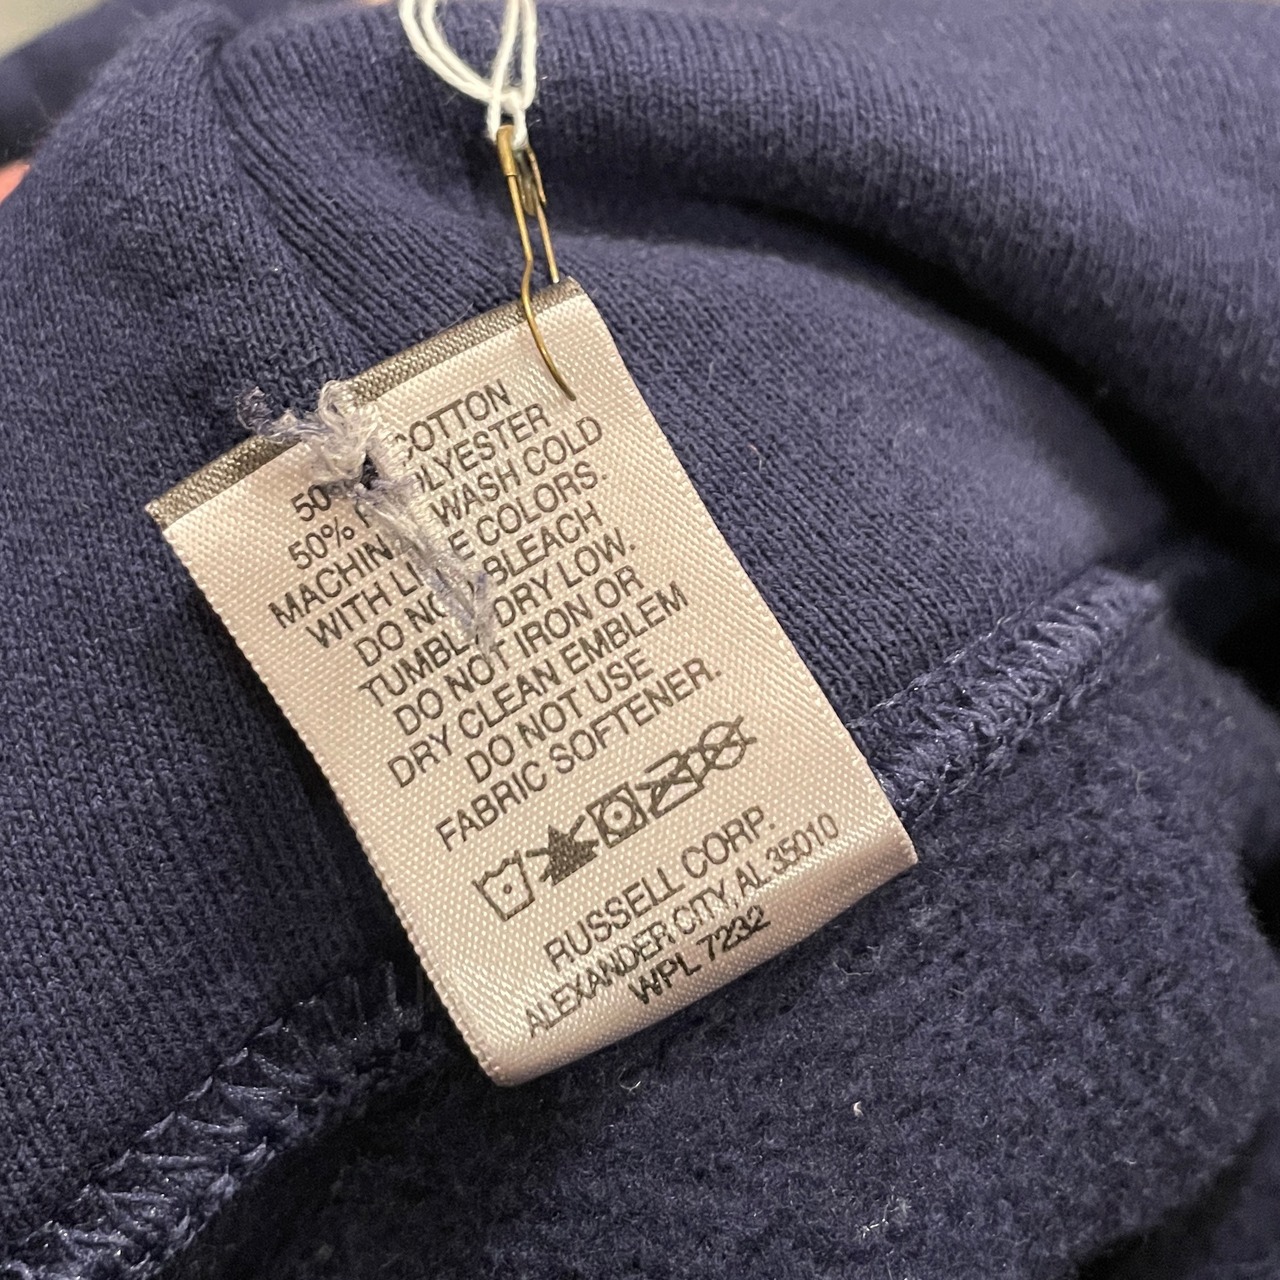 50% COTTON
50% POLYESTER
MACHINE WASH COLD
WITH LIKE COLORS.
DO NOT BLEACH
TUMBLE DRY LOW.
DO NOT IRON OR
DRY CLEAN EMBLEM
DO NOT USE
FABRIC SOFTENER.
RUSSELL CORP.
ALEXANDER CITY, AL 35010
WPL 7232